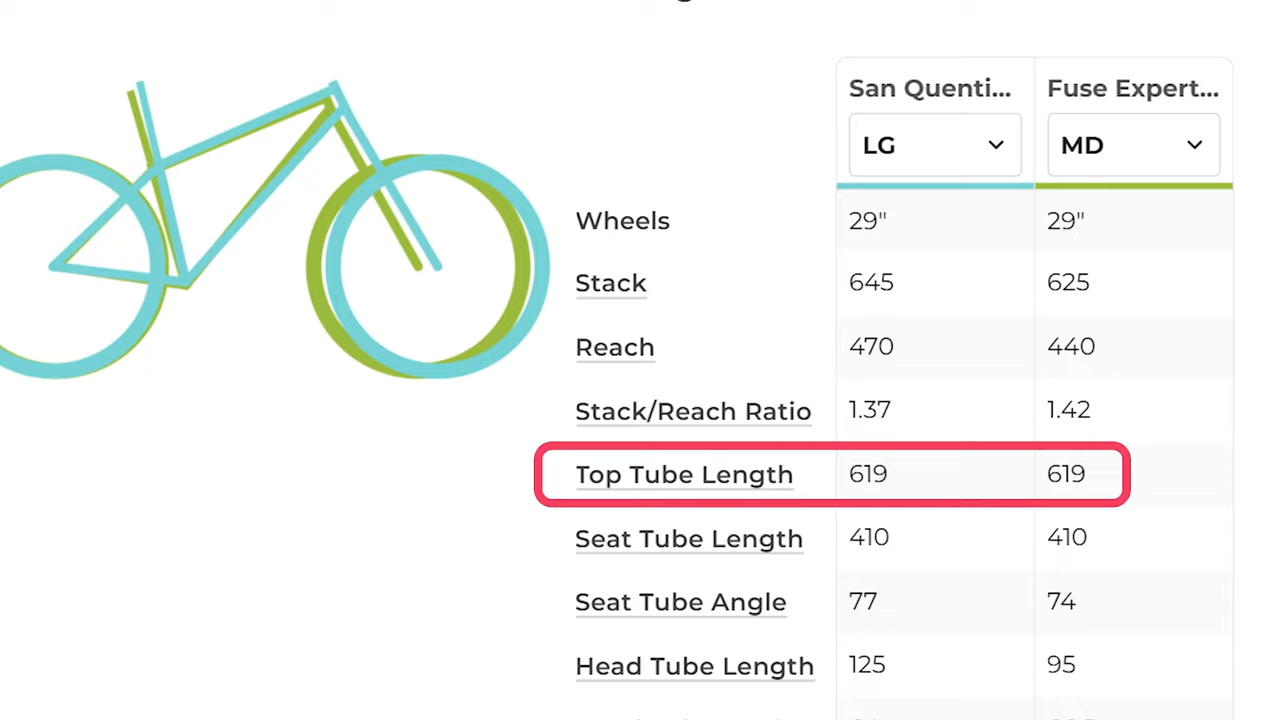 San Quenti... Fuse Expert...
LG MD
Wheels 29" 29"
Stack 645 625
Reach 470 440
Stack/Reach Ratio 1.37 1.42
Top Tube Length 619 619
Seat Tube Length 410 410
Seat Tube Angle 77 74
Head Tube Length 125 95